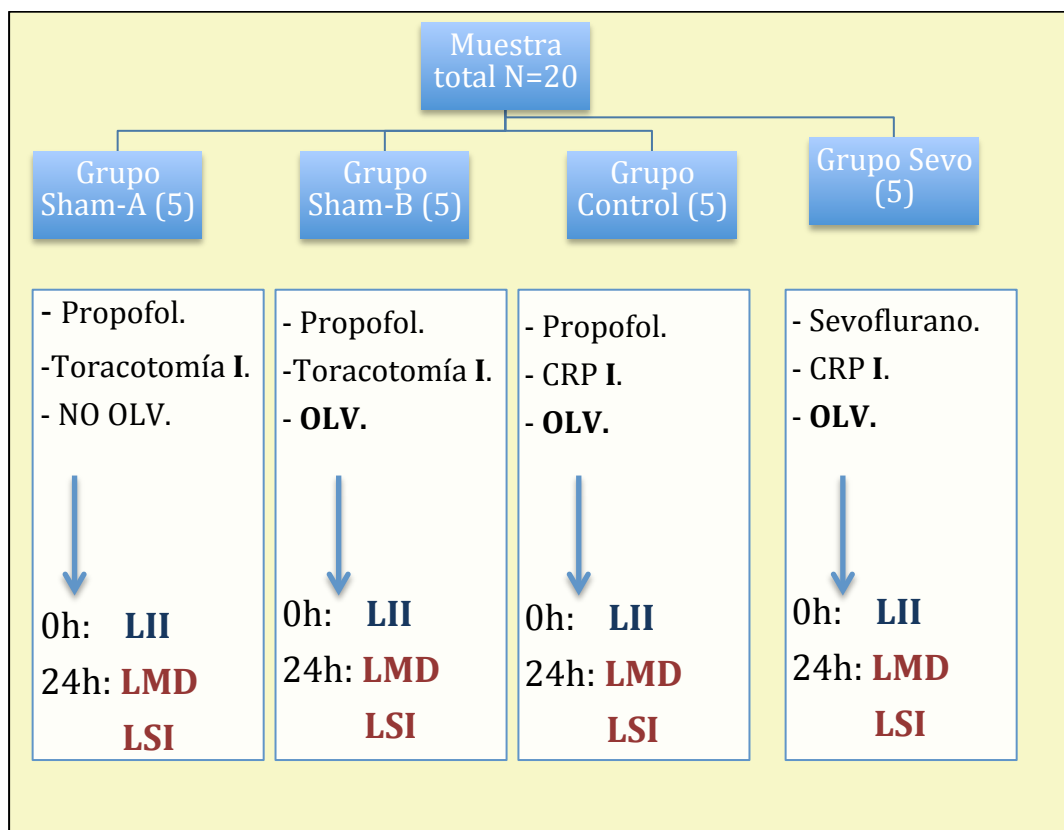 Muestra
total N=20
Grupo
Sham-A (5)
Grupo
Sham-B (5)
Grupo
Control (5)
Grupo Sevo
(5)
- Propofol.
-Toracotomía I.
- NO OLV.
0h: LII
24h: LMD
LSI
- Propofol.
-Toracotomía I.
- OLV.
0h: LII
24h: LMD
LSI
- Propofol.
- CRP I.
- OLV.
0h: LII
24h: LMD
LSI
- Sevoflurano.
- CRP I.
- OLV.
0h: LII
24h: LMD
LSI